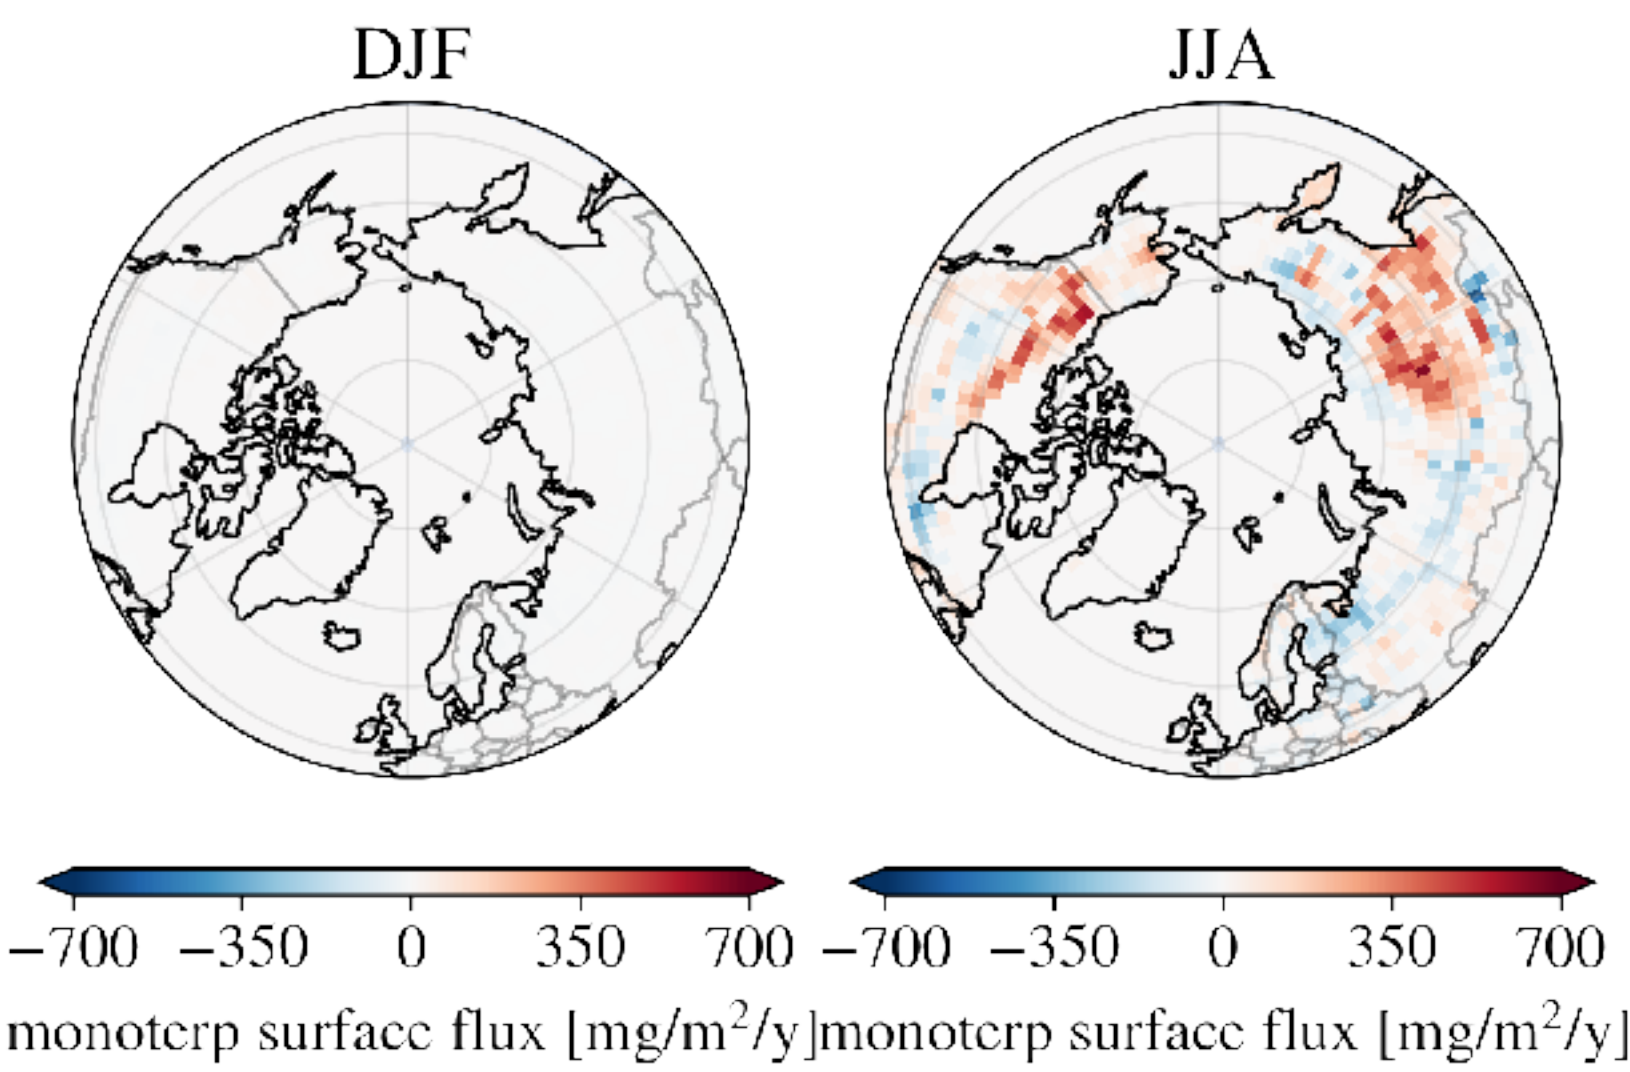 DJF
JJA
−700 −350 0 350 700
−700 −350 0 350 700
monoterp surface flux [mg/m²/y]
monoterp surface flux [mg/m²/y]